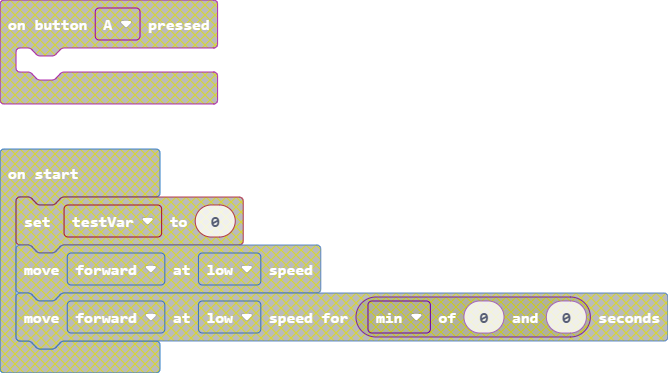 on button A pressed
on start
set testVar to 0
move forward at low speed
move forward at low speed for min of 0 and 0 seconds